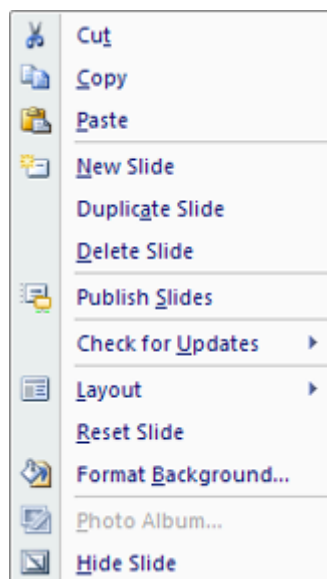 Cut
Copy
Paste
New Slide
Duplicate Slide
Delete Slide
Publish Slides
Check for Updates
Layout
Reset Slide
Format Background...
Photo Album...
Hide Slide